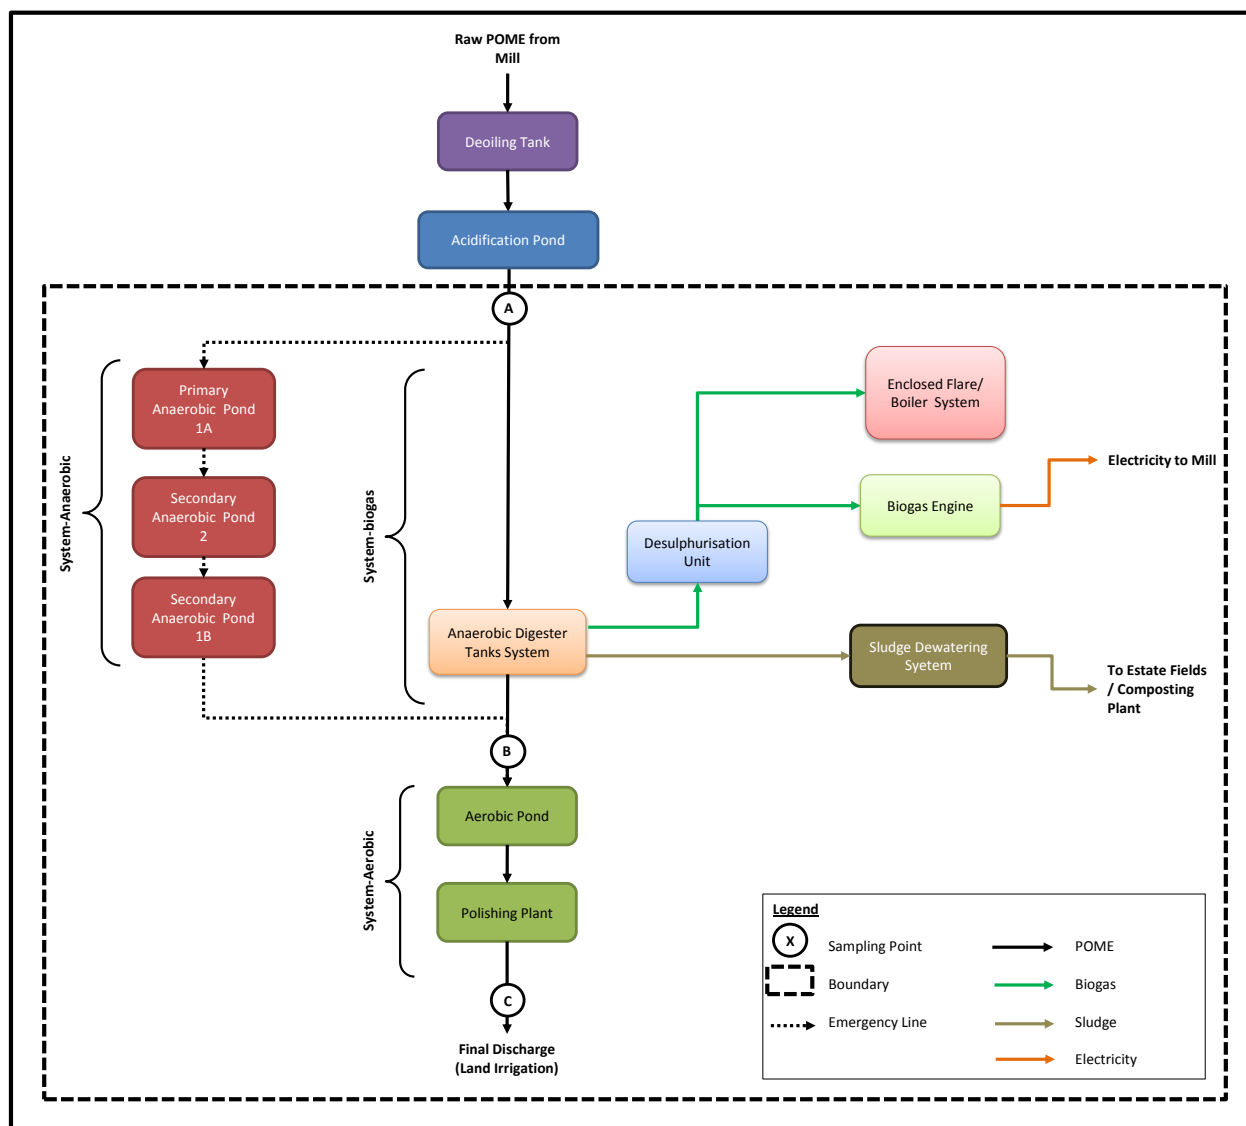 Raw POME from
Mill
Deoiling Tank
Acidification Pond
A
Primary
Anaerobic Pond
1A
Secondary
Anaerobic Pond
2
Secondary
Anaerobic Pond
1B
System-Anaerobic
System-biogas
Enclosed Flare/
Boiler System
Electricity to Mill
Biogas Engine
Desulphurisation
Unit
Anaerobic Digester
Tanks System
Sludge Dewatering
Syetem
To Estate Fields
/ Composting
Plant
B
Aerobic Pond
Polishing Plant
System-Aerobic
C
Final Discharge
(Land Irrigation)
Legend
X
Sampling Point
POME
Boundary
Biogas
Emergency Line
Sludge
Electricity